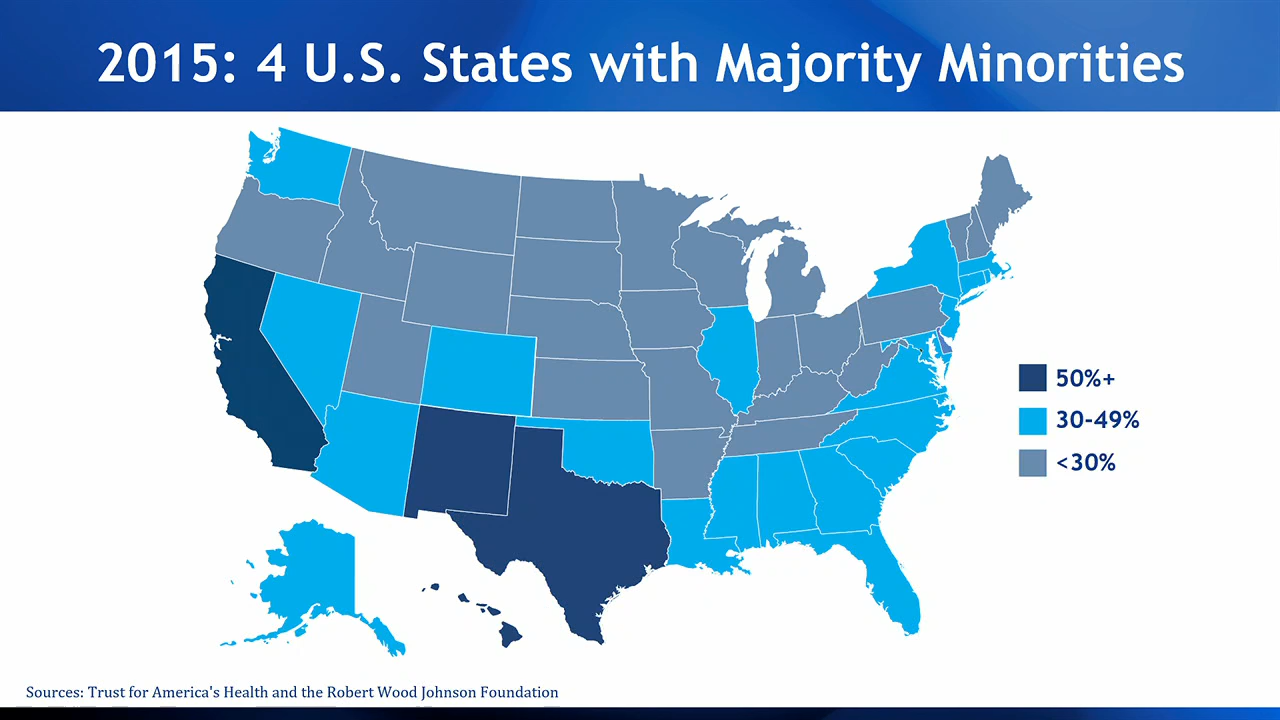 2015: 4 U.S. States with Majority Minorities
50%+
30-49%
<30%
Sources: Trust for America's Health and the Robert Wood Johnson Foundation